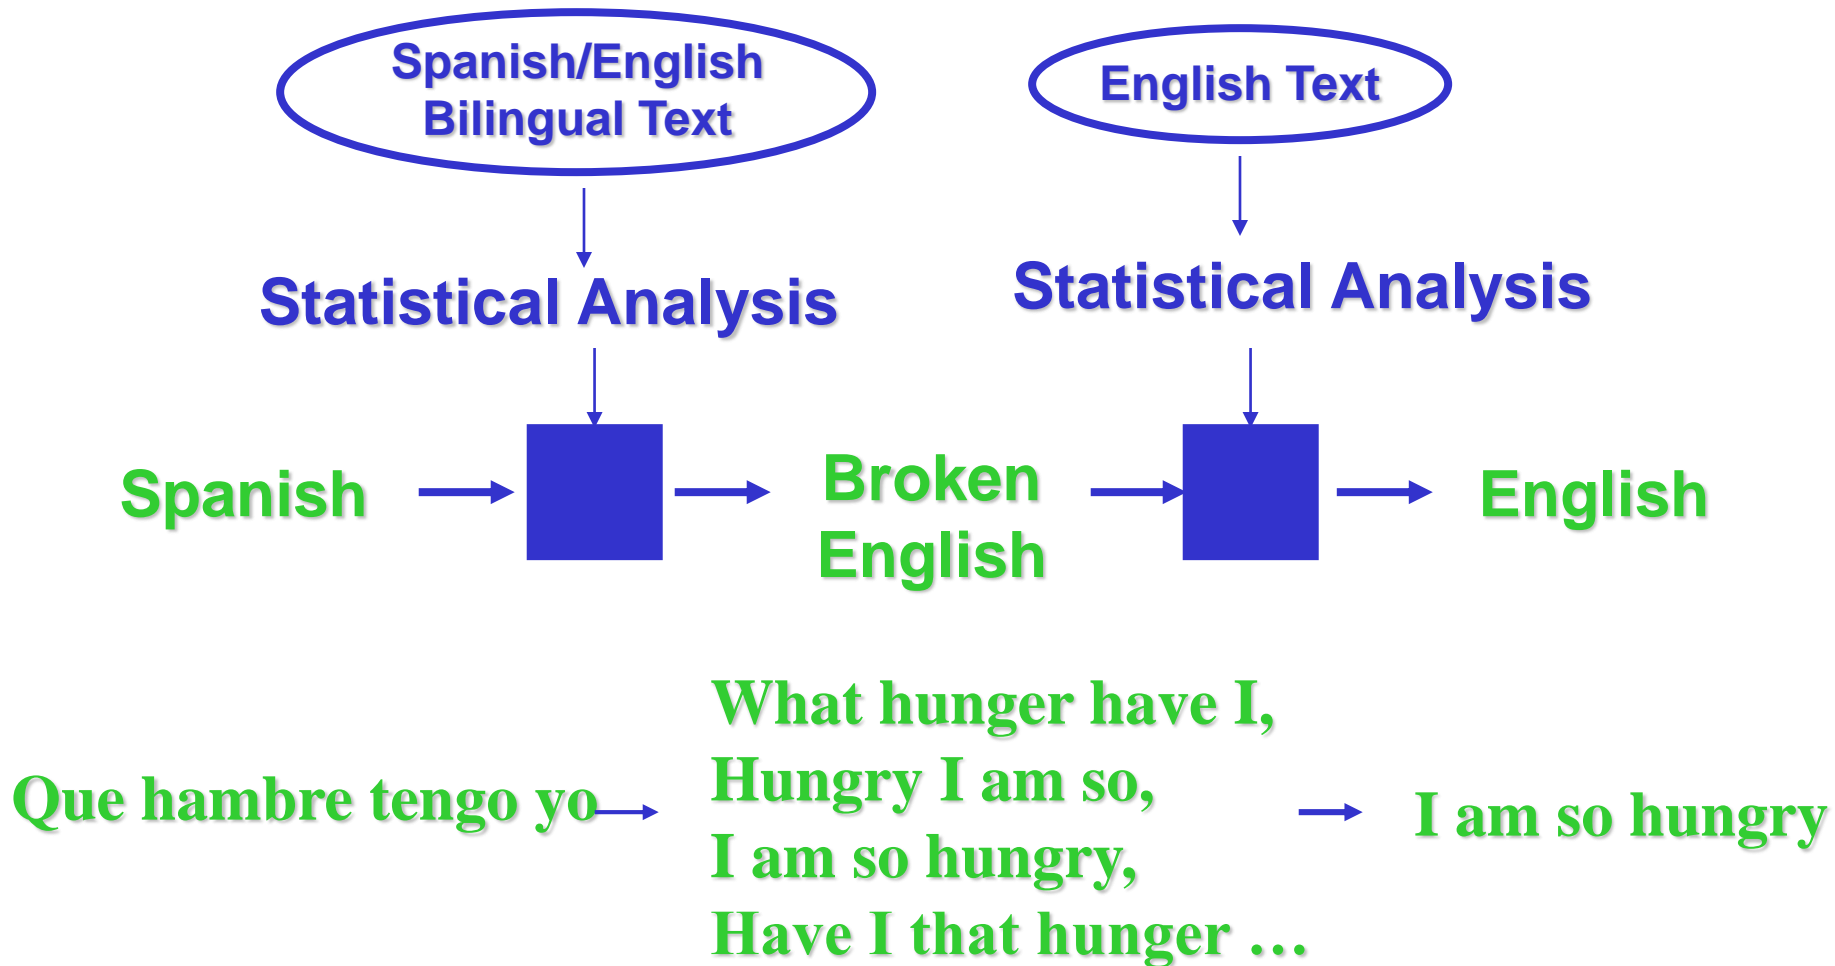 Spanish/English
Bilingual Text
English Text
Statistical Analysis
Statistical Analysis
Spanish
Broken
English
English
Que hambre tengo yo
What hunger have I,
Hungry I am so,
I am so hungry,
Have I that hunger …
I am so hungry